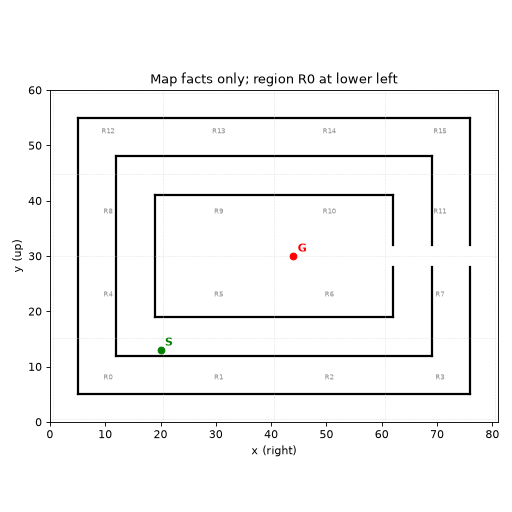 Map facts only; region R0 at lower left
60
R12 R13 R14 R15
50
40
R8 R9 R10 R11
y (up)
30
G
R4 R5 R6 R7
20
S
10
R0 R1 R2 R3
0
0 10 20 30 40 50 60 70 80
x (right)